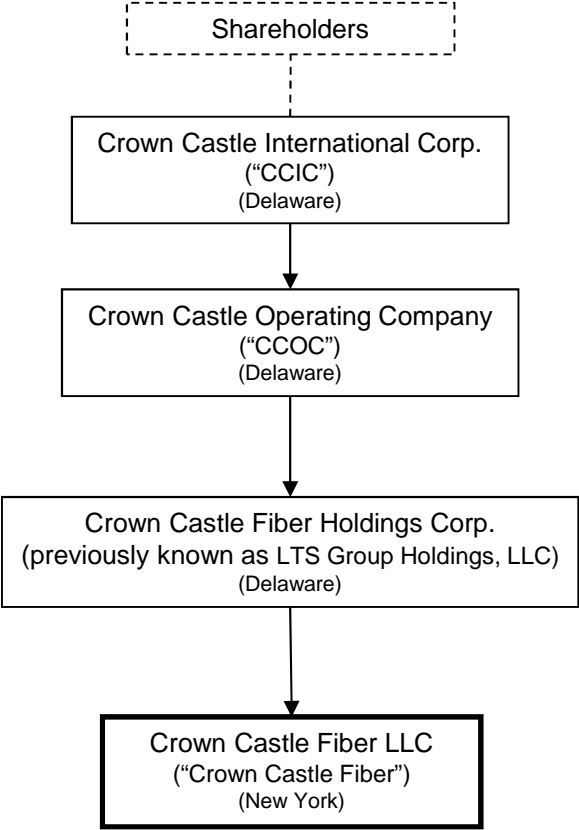 Shareholders
Crown Castle International Corp.
(“CCIC”)
(Delaware)
Crown Castle Operating Company
(“CCOC”)
(Delaware)
Crown Castle Fiber Holdings Corp.
(previously known as LTS Group Holdings, LLC)
(Delaware)
Crown Castle Fiber LLC
(“Crown Castle Fiber”)
(New York)